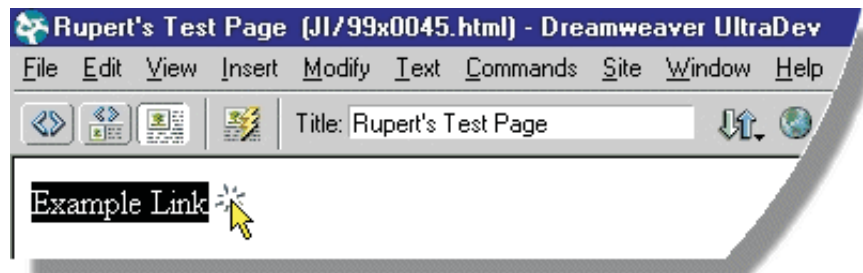 Rupert's Test Page (JI/99x0045.html) - Dreamweaver UltraDev
File Edit View Insert Modify Text Commands Site Window Help
Title: Rupert's Test Page
Example Link